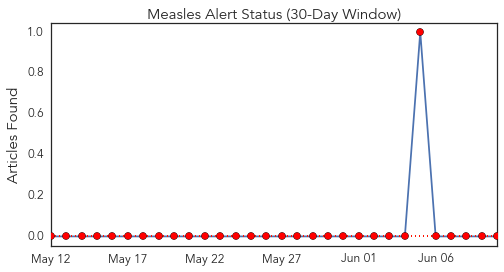 Measles Alert Status (30-Day Window)
Articles Found
1.0
0.8
0.6
0.4
0.2
0.0
May 12 May 17 May 22 May 27 Jun 01 Jun 06